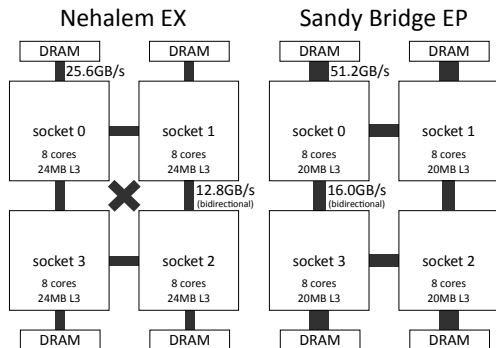 Nehalem EX
Sandy Bridge EP
DRAM
DRAM
DRAM
DRAM
25.6GB/s
51.2GB/s
socket 0
8 cores
24MB L3
socket 1
8 cores
24MB L3
socket 0
8 cores
20MB L3
socket 1
8 cores
20MB L3
12.8GB/s
(bidirectional)
16.0GB/s
(bidirectional)
socket 3
8 cores
24MB L3
socket 2
8 cores
24MB L3
socket 3
8 cores
20MB L3
socket 2
8 cores
20MB L3
DRAM
DRAM
DRAM
DRAM